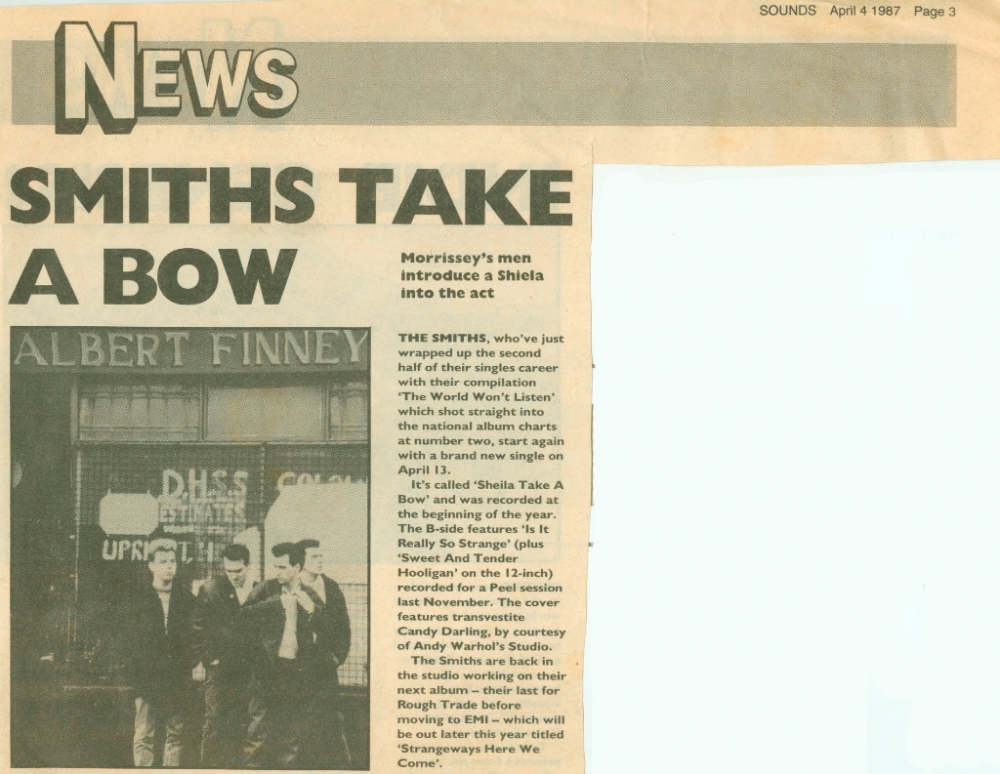 SOUNDS April 4 1987 Page 3
NEWS
SMITHS TAKE
A BOW
Morrissey's men
introduce a Shiela
into the act
ALBERT FINNEY
D.H.S.S
ESTIMATES
THE SMITHS, who've just
wrapped up the second
half of their singles career
with their compilation
'The World Won't Listen'
which shot straight into
the national album charts
at number two, start again
with a brand new single on
April 13.
It's called 'Sheila Take A
Bow' and was recorded at
the beginning of the year.
The B-side features 'Is It
Really So Strange' (plus
'Sweet And Tender
Hooligan' on the 12-inch)
recorded for a Peel session
last November. The cover
features transvestite
Candy Darling, by courtesy
of Andy Warhol's Studio.
The Smiths are back in
the studio working on their
next album – their last for
Rough Trade before
moving to EMI – which will
be out later this year titled
'Strangeways Here We
Come'.